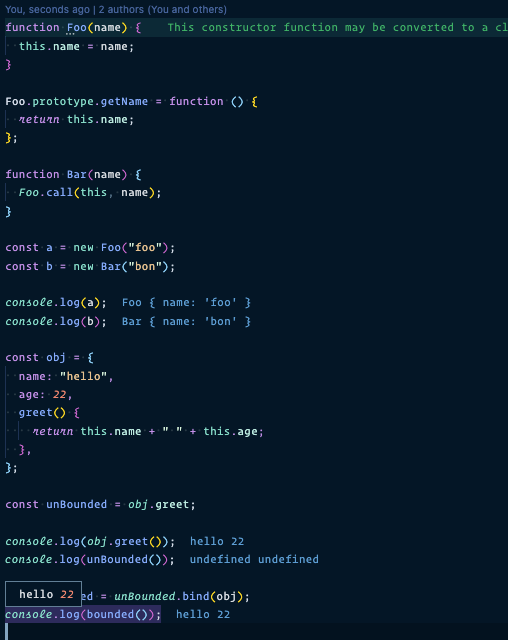 You, seconds ago | 2 authors (You and others)
function Foo(name) {    This constructor function may be converted to a cl
  this.name = name;
}

Foo.prototype.getName = function () {
  return this.name;
};

function Bar(name) {
  Foo.call(this, name);
}

const a = new Foo("foo");
const b = new Bar("bon");

console.log(a);  Foo { name: 'foo' }
console.log(b);  Bar { name: 'bon' }

const obj = {
  name: "hello",
  age: 22,
  greet() {
    return this.name + " " + this.age;
  },
};

const unBounded = obj.greet;

console.log(obj.greet());  hello 22
console.log(unBounded());  undefined undefined

hello 22
ed = unBounded.bind(obj);
console.log(bounded());  hello 22